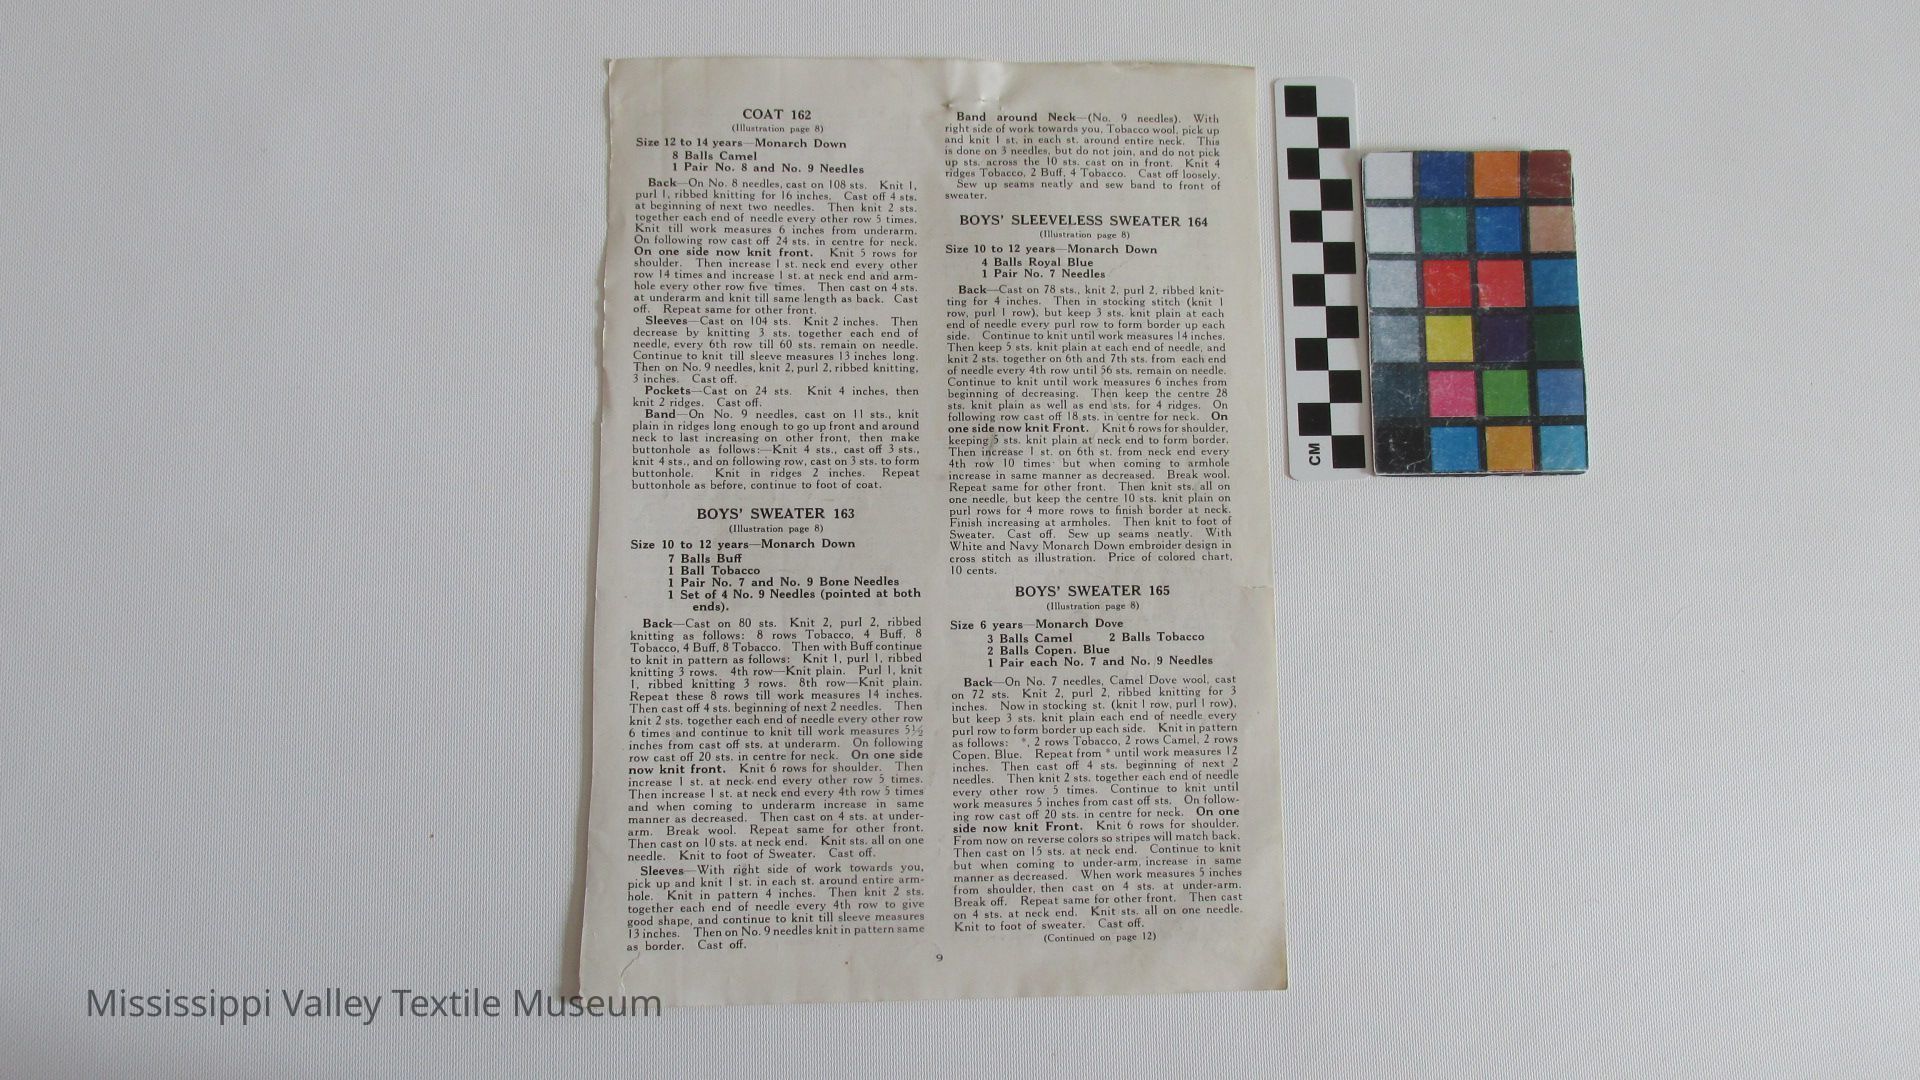 COAT 162
(Illustration page 8)
Size 12 to 14 years—Monarch Down
8 Balls Camel
1 Pair No. 8 and No. 9 Needles
Back—On No. 8 needles, cast on 108 sts. Knit 1,
purl 1, ribbed knitting for 16 inches. Cast off 4 sts.
at beginning of next two needles. Then knit 2 sts.
together each end of needle every other row 5 times.
Knit till work measures 6 inches from underarm.
On following row cast off 24 sts. in centre for neck.
On one side now knit front. Knit 5 rows for
shoulder. Then increase 1 st. neck end every other
row 14 times and increase 1 st. at neck end and arm-
hole every other row five times. Then cast on 4 sts.
at underarm and knit till same length as back. Cast
off. Repeat same for other front.
Sleeves—Cast on 104 sts. Knit 2 inches. Then
decrease by knitting 3 sts. together each end of
needle, every 6th row till 60 sts. remain on needle.
Continue to knit till sleeve measures 13 inches long.
Then on No. 9 needles, knit 2, purl 2, ribbed knitting,
3 inches. Cast off.
Pockets—Cast on 24 sts. Knit 4 inches, then
knit 2 ridges. Cast off.
Band—On No. 9 needles, cast on 11 sts., knit
plain in ridges long enough to go up front and around
neck to last increasing on other front, then make
buttonhole as follows:—Knit 4 sts., cast off 3 sts.,
knit 4 sts., and on following row, cast on 3 sts. to form
buttonhole. Knit in ridges 2 inches. Repeat
buttonhole as before, continue to foot of coat.
BOYS' SWEATER 163
(Illustration page 8)
Size 10 to 12 years—Monarch Down
7 Balls Buff
1 Ball Tobacco
1 Pair No. 7 and No. 9 Bone Needles
1 Set of 4 No. 9 Needles (pointed at both
ends).
Back—Cast on 80 sts. Knit 2, purl 2, ribbed
knitting as follows: 8 rows Tobacco, 4 Buff, 8
Tobacco, 4 Buff, 8 Tobacco. Then with Buff continue
to knit in pattern as follows: Knit 1, purl 1, ribbed
knitting 3 rows. 4th row—Knit plain. Purl 1, knit
1, ribbed knitting 3 rows. 8th row—Knit plain.
Repeat these 8 rows till work measures 14 inches.
Then cast off 4 sts. beginning of next 2 needles. Then
knit 2 sts. together each end of needle every other row
6 times and continue to knit till work measures 5½
inches from cast off sts. at underarm. On following
row cast off 20 sts. in centre for neck. On one side
now knit front. Knit 6 rows for shoulder. Then
increase 1 st. at neck end every other row 5 times.
Then increase 1 st. at neck end every 4th row 5 times
and when coming to underarm increase in same
manner as decreased. Then cast on 4 sts. at under-
arm. Break wool. Repeat same for other front.
Then cast on 10 sts. at neck end. Knit sts. all on one
needle. Knit to foot of Sweater. Cast off.
Sleeves—With right side of work towards you,
pick up and knit 1 st. in each st. around entire arm-
hole. Knit in pattern 4 inches. Then knit 2 sts.
together each end of needle every 4th row to give
good shape, and continue to knit till sleeve measures
13 inches. Then on No. 9 needles knit in pattern same
as border. Cast off.
Band around Neck—(No. 9 needles). With
right side of work towards you, Tobacco wool, pick up
and knit 1 st. in each st. around entire neck. This
is done on 3 needles, but do not join, and do not pick
up sts. across the 10 sts. cast on in front. Knit 4
ridges Tobacco, 2 Buff, 4 Tobacco. Cast off loosely.
Sew up seams neatly and sew band to front of
sweater.
BOYS' SLEEVELESS SWEATER 164
(Illustration page 8)
Size 10 to 12 years—Monarch Down
4 Balls Royal Blue
1 Pair No. 7 Needles
Back—Cast on 78 sts., knit 2, purl 2, ribbed knit-
ting for 4 inches. Then in stocking stitch (knit 1
row, purl 1 row), but keep 3 sts. knit plain at each
end of needle every purl row to form border up each
side. Continue to knit until work measures 14 inches.
Then keep 5 sts. knit plain at each end of needle, and
knit 2 sts. together on 6th and 7th sts. from each end
of needle every 4th row until 56 sts. remain on needle.
Continue to knit until work measures 6 inches from
beginning of decreasing. Then keep the centre 28
sts. knit plain as well as end sts. for 4 ridges. On
following row cast off 18 sts. in centre for neck. On
one side now knit Front. Knit 6 rows for shoulder,
keeping 5 sts. knit plain at neck end to form border.
Then increase 1 st. on 6th st. from neck end every
4th row 10 times but when coming to armhole
increase in same manner as decreased. Break wool.
Repeat same for other front. Then knit sts. all on
one needle, but keep the centre 10 sts. knit plain on
purl rows for 4 more rows to finish border at neck.
Finish increasing at armholes. Then knit to foot of
Sweater. Cast off. Sew up seams neatly. With
White and Navy Monarch Down embroider design in
cross stitch as illustration. Price of colored chart,
10 cents.
BOYS' SWEATER 165
(Illustration page 8)
Size 6 years—Monarch Dove
3 Balls Camel 2 Balls Tobacco
2 Balls Copen. Blue
1 Pair each No. 7 and No. 9 Needles
Back—On No. 7 needles, Camel Dove wool, cast
on 72 sts. Knit 2, purl 2, ribbed knitting for 3
inches. Now in stocking st. (knit 1 row, purl 1 row),
but keep 3 sts. knit plain each end of needle every
purl row to form border up each side. Knit in pattern
as follows: *, 2 rows Tobacco, 2 rows Camel, 2 rows
Copen. Blue. Repeat from * until work measures 12
inches. Then cast off 4 sts. beginning of next 2
needles. Then knit 2 sts. together each end of needle
every other row 5 times. Continue to knit until
work measures 5 inches from cast off sts. On follow-
ing row cast off 20 sts. in centre for neck. On one
side now knit Front. Knit 6 rows for shoulder.
From now on reverse colors so stripes will match back.
Then cast on 15 sts. at neck end. Continue to knit
but when coming to under-arm, increase in same
manner as decreased. When work measures 5 inches
from shoulder, then cast on 4 sts. at under-arm.
Break off. Repeat same for other front. Then cast
on 4 sts. at neck end. Knit sts. all on one needle.
Knit to foot of sweater. Cast off.
(Continued on page 12)
9
CM
Mississippi Valley Textile Museum